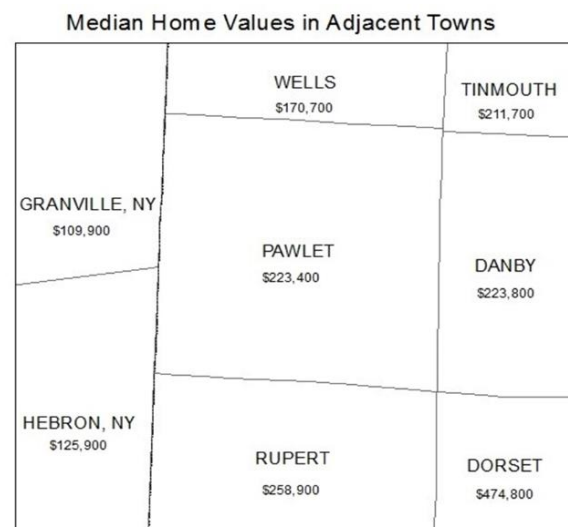 Median Home Values in Adjacent Towns
WELLS
$170,700
TINMOUTH
$211,700
GRANVILLE, NY
$109,900
PAWLET
$223,400
DANBY
$223,800
HEBRON, NY
$125,900
RUPERT
$258,900
DORSET
$474,800